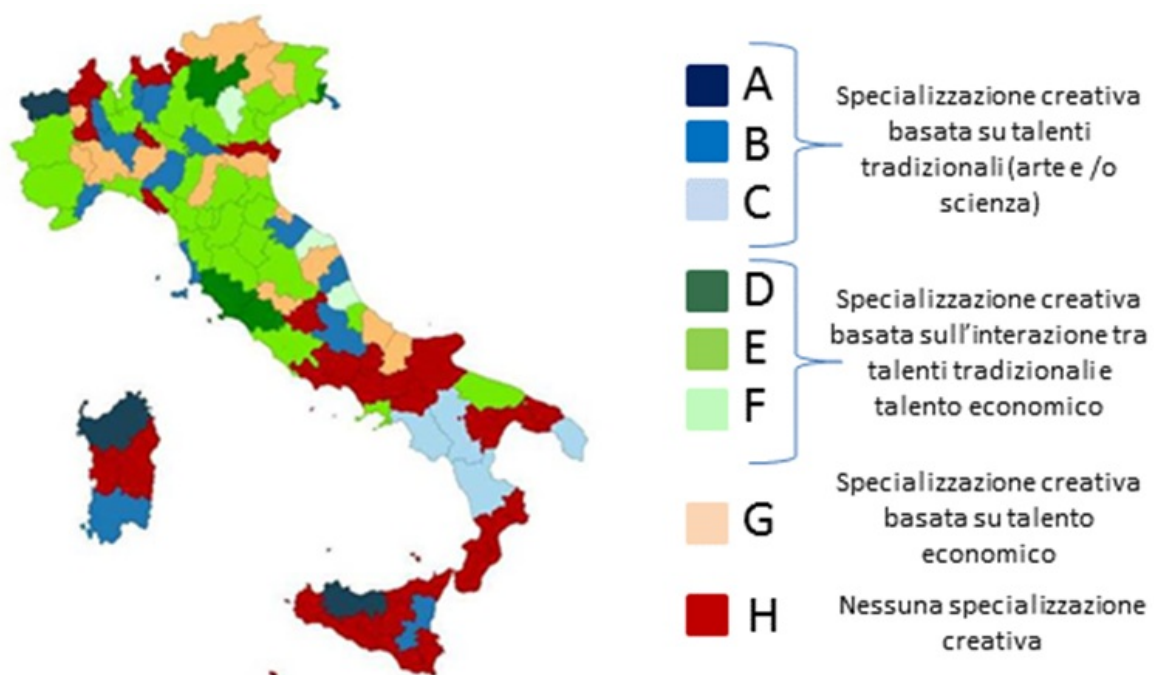 A
B
C
Specializzazione creativa
basata su talenti
tradizionali (arte e /o
scienza)
D
E
F
Specializzazione creativa
basata sull'interazione tra
talenti tradizionali e
talento economico
G
Specializzazione creativa
basata su talento
economico
H
Nessuna specializzazione
creativa